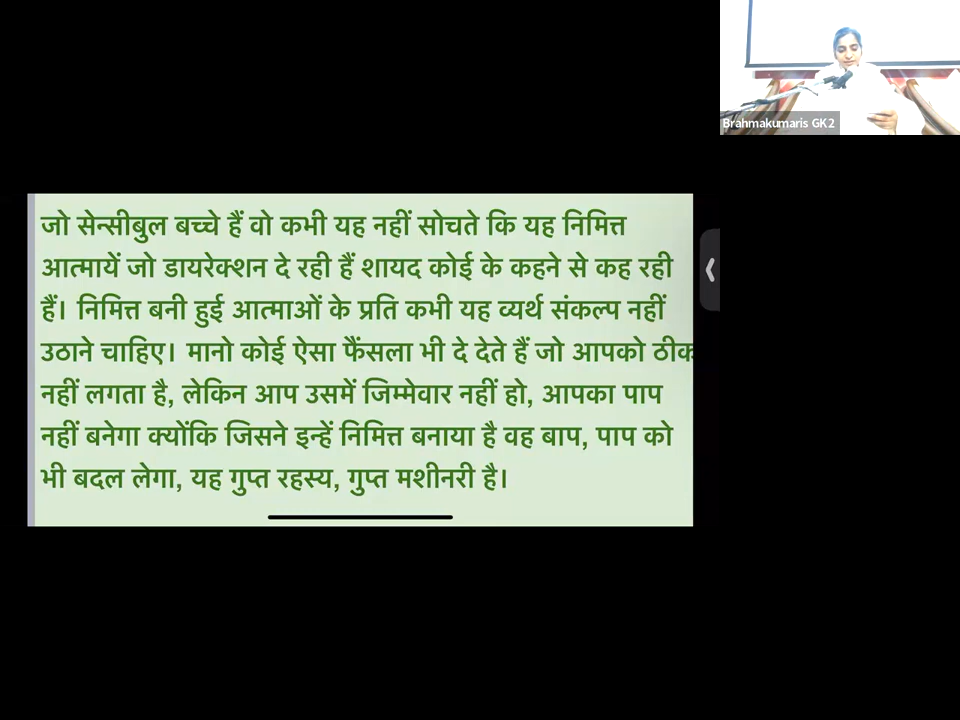 Brahmakumaris GK2
जो सेन्सीबुल बच्चे हैं वो कभी यह नहीं सोचते कि यह निमित्त
आत्मायें जो डायरेक्शन दे रही हैं शायद कोई के कहने से कह रही
हैं। निमित्त बनी हुई आत्माओं के प्रति कभी यह व्यर्थ संकल्प नहीं
उठाने चाहिए। मानो कोई ऐसा फैंसला भी दे देते हैं जो आपको ठीक
नहीं लगता है, लेकिन आप उसमें जिम्मेवार नहीं हो, आपका पाप
नहीं बनेगा क्योंकि जिसने इन्हें निमित्त बनाया है वह बाप, पाप को
भी बदल लेगा, यह गुप्त रहस्य, गुप्त मशीनरी है।